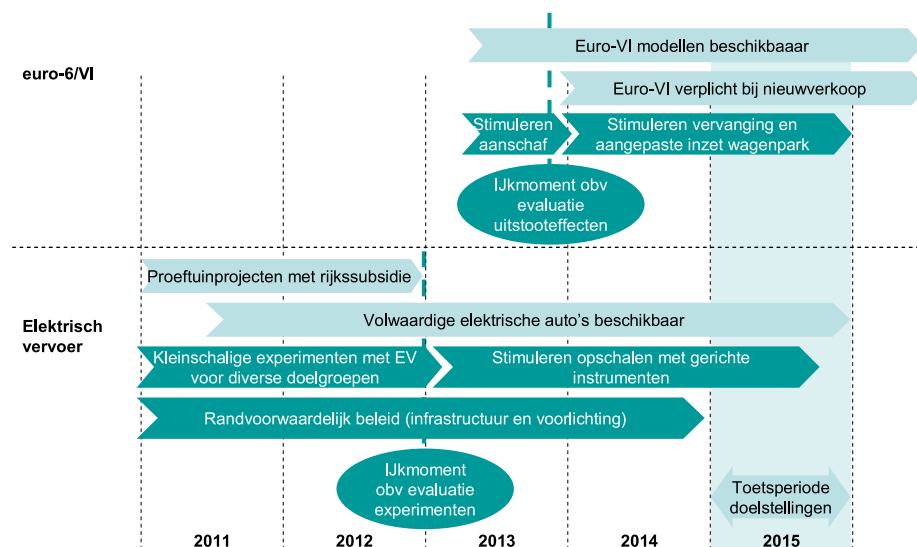 Euro-VI modellen beschikbaaar
euro-6/VI
Euro-VI verplicht bij nieuwverkoop
Stimuleren
aanschaf
Stimuleren vervanging en
aangepaste inzet wagenpark
IJkmoment obv
evaluatie
uitstooteffecten
Proeftuinprojecten met rijkssubsidie
Elektrisch
vervoer
Volwaardige elektrische auto's beschikbaar
Kleinschalige experimenten met EV
voor diverse doelgroepen
Stimuleren opschalen met gerichte
instrumenten
Randvoorwaardelijk beleid (infrastructuur en voorlichting)
IJkmoment
obv evaluatie
experimenten
Toetsperiode
doelstellingen
2011 2012 2013 2014 2015